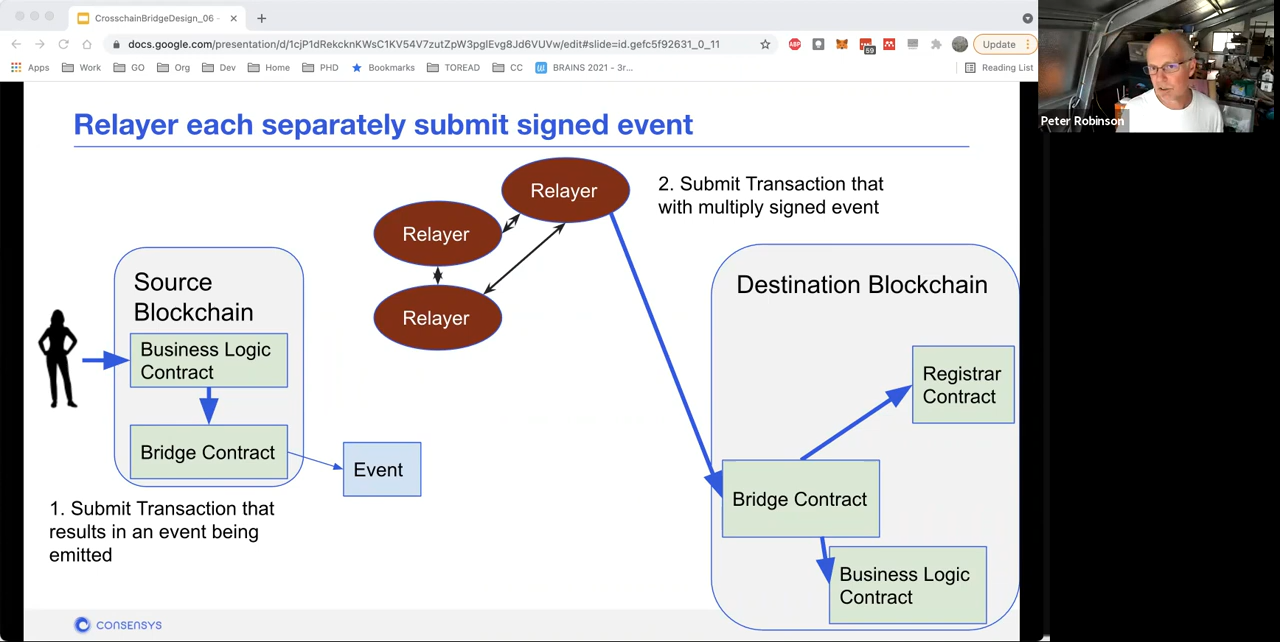 CrosschainBridgeDesign_06 -
docs.google.com/presentation/d/1cjP1dRekcknKWsC1KV54V7zutZpW3pglEvg8Jd6VUVw/edit#slide=id.gefc5f92631_0_11
ABP
59
Update
Apps
Work
GO
Org
Dev
Home
PHD
Bookmarks
TOREAD
CC
BRAINS 2021 - 3r...
Reading List
Peter Robinson
Relayer each separately submit signed event
Relayer
Relayer
Relayer
2. Submit Transaction that
with multiply signed event
Source
Blockchain
Business Logic
Contract
Bridge Contract
Event
1. Submit Transaction that
results in an event being
emitted
Destination Blockchain
Registrar
Contract
Bridge Contract
Business Logic
Contract
CONSENSYS